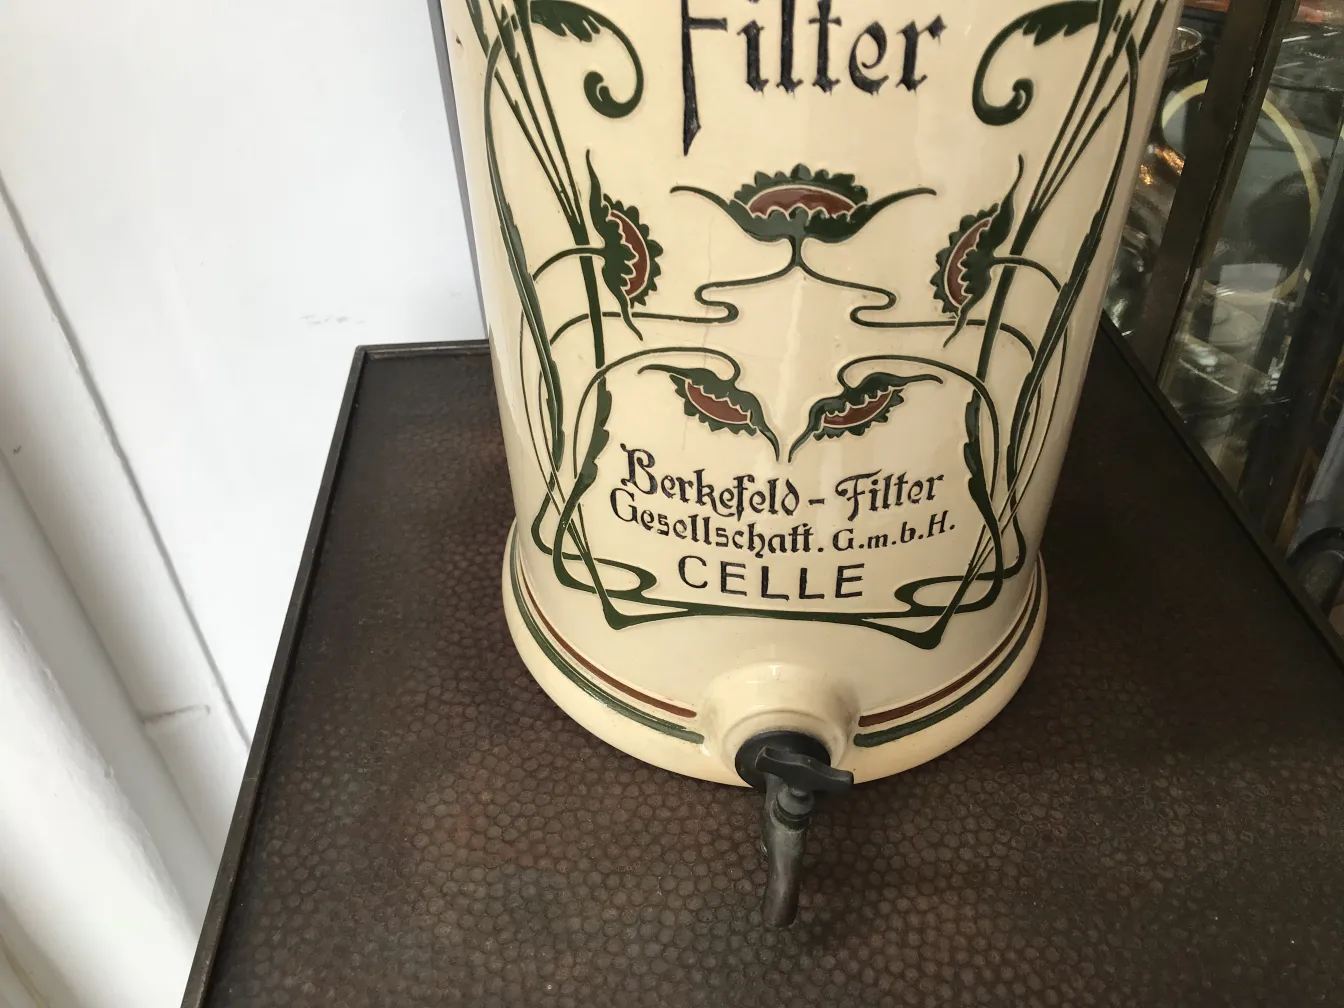 Filter
Berkefeld-Filter
Gesellschaft. G.m.b.H.
CELLE